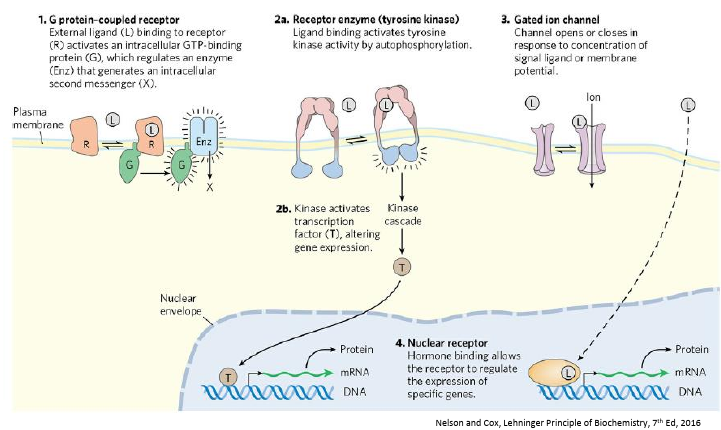 1. G protein–coupled receptor
External ligand (L) binding to receptor
(R) activates an intracellular GTP-binding
protein (G), which regulates an enzyme
(Enz) that generates an intracellular
second messenger (X).
2a. Receptor enzyme (tyrosine kinase)
Ligand binding activates tyrosine
kinase activity by autophosphorylation.
3. Gated ion channel
Channel opens or closes in
response to concentration of
signal ligand or membrane
potential.
Plasma
membrane
L
R
L
R
G
G
Enz
X
L
L
L
L
Ion
L
2b. Kinase activates
transcription
factor (T), altering
gene expression.
Kinase
cascade
T
Nuclear
envelope
T
Protein
mRNA
DNA
4. Nuclear receptor
Hormone binding allows
the receptor to regulate
the expression of
specific genes.
L
Protein
mRNA
DNA
Nelson and Cox, Lehninger Principle of Biochemistry, 7th Ed, 2016